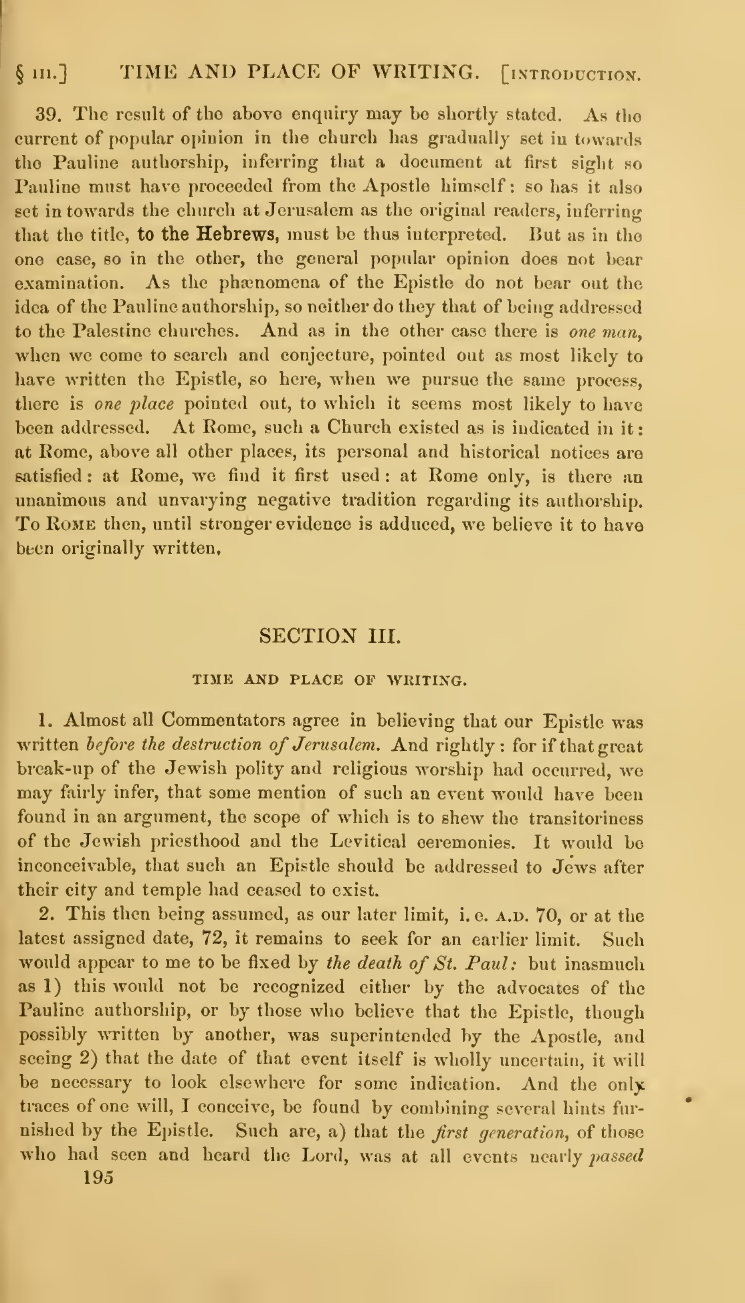 § III.] TIME AND PLACE OF WRITING. [INTRODUCTION.
39. The result of the above enquiry may be shortly stated. As the
current of popular opinion in the church has gradually set in towards
the Pauline authorship, inferring that a document at first sight so
Pauline must have proceeded from the Apostle himself : so has it also
set in towards the church at Jerusalem as the original readers, inferring
that the title, to the Hebrews, must be thus interpreted. But as in the
one case, so in the other, the general popular opinion does not bear
examination. As the phænomena of the Epistle do not bear out the
idea of the Pauline authorship, so neither do they that of being addressed
to the Palestine churches. And as in the other case there is one man,
when we come to search and conjecture, pointed out as most likely to
have written the Epistle, so here, when we pursue the same process,
there is one place pointed out, to which it seems most likely to have
been addressed. At Rome, such a Church existed as is indicated in it :
at Rome, above all other places, its personal and historical notices are
satisfied : at Rome, we find it first used : at Rome only, is there an
unanimous and unvarying negative tradition regarding its authorship.
To ROME then, until stronger evidence is adduced, we believe it to have
been originally written.
SECTION III.
TIME AND PLACE OF WRITING.
1. Almost all Commentators agree in believing that our Epistle was
written before the destruction of Jerusalem. And rightly : for if that great
break-up of the Jewish polity and religious worship had occurred, we
may fairly infer, that some mention of such an event would have been
found in an argument, the scope of which is to shew the transitoriness
of the Jewish priesthood and the Levitical ceremonies. It would be
inconceivable, that such an Epistle should be addressed to Jews after
their city and temple had ceased to exist.
2. This then being assumed, as our later limit, i. e. A.D. 70, or at the
latest assigned date, 72, it remains to seek for an earlier limit. Such
would appear to me to be fixed by the death of St. Paul : but inasmuch
as 1) this would not be recognized either by the advocates of the
Pauline authorship, or by those who believe that the Epistle, though
possibly written by another, was superintended by the Apostle, and
seeing 2) that the date of that event itself is wholly uncertain, it will
be necessary to look elsewhere for some indication. And the only
traces of one will, I conceive, be found by combining several hints fur-
nished by the Epistle. Such are, a) that the first generation, of those
who had seen and heard the Lord, was at all events nearly passed
195